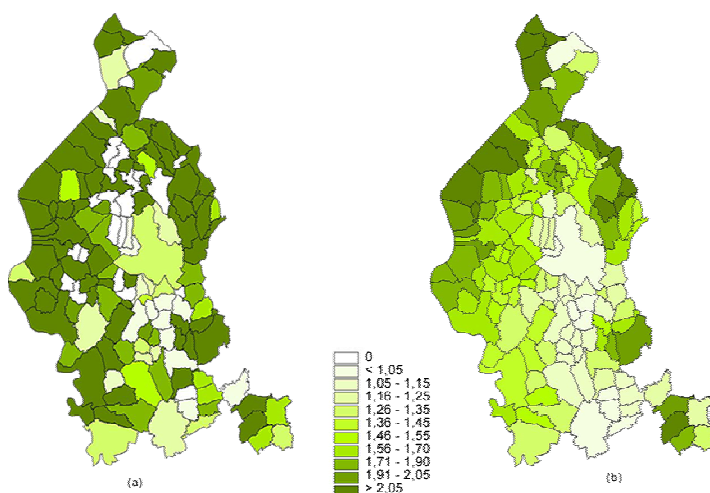 0
< 1,05
1,05 - 1,15
1,16 - 1,25
1,26 - 1,35
1,36 - 1,45
1,46 - 1,55
1,56 - 1,70
1,71 - 1,90
1,91 - 2,05
> 2,05
(a)
(b)